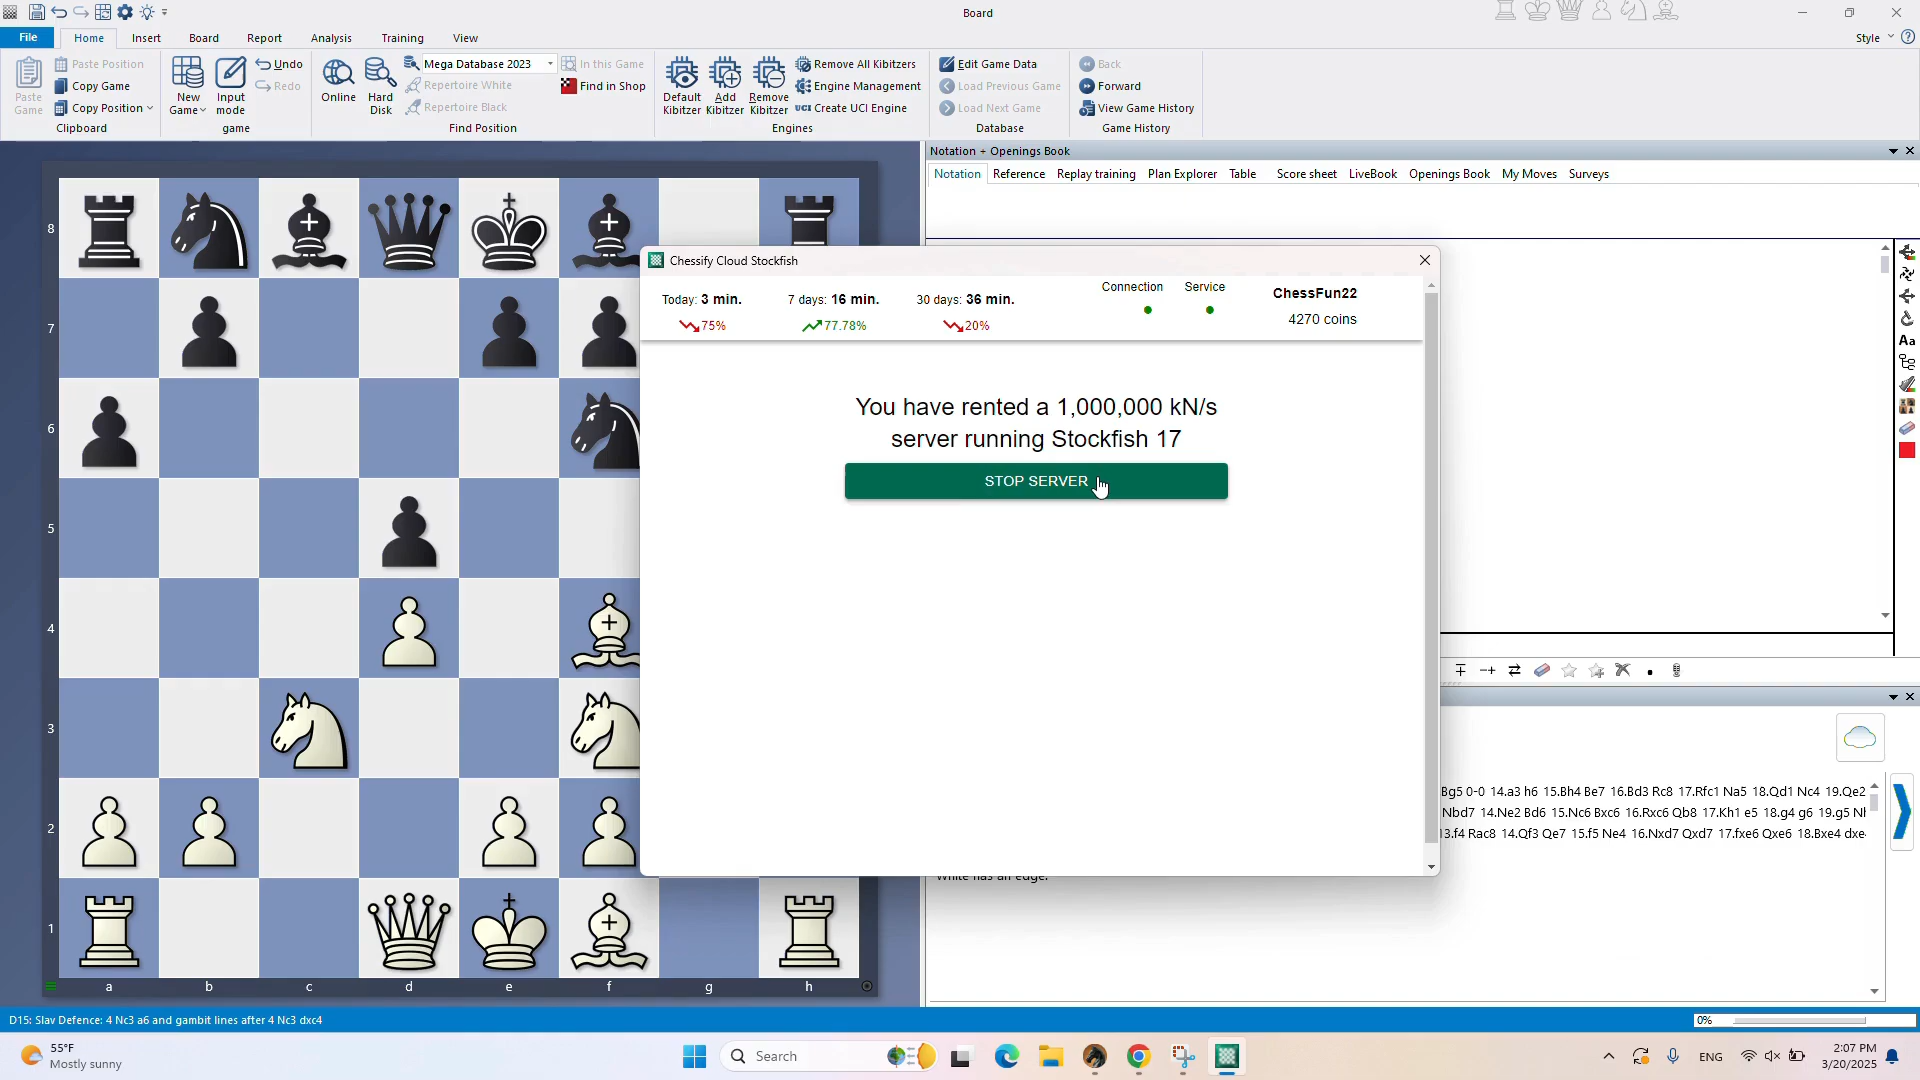 Board
File
Home
Insert
Board
Report
Analysis
Training
View
Style
Paste Game
Paste Position
Copy Game
Copy Position
Clipboard
New Game
Input mode
Undo
Redo
game
Online
Hard Disk
Mega Database 2023
Repertoire White
Repertoire Black
In this Game
Find in Shop
Find Position
Default Kibitzer
Add Kibitzer
Remove Kibitzer
Remove All Kibitzers
Engine Management
UCI Create UCI Engine
Engines
Edit Game Data
Load Previous Game
Load Next Game
Database
Back
Forward
View Game History
Game History
Notation + Openings Book
Notation
Reference
Replay training
Plan Explorer
Table
Score sheet
LiveBook
Openings Book
My Moves
Surveys
Aa
8
7
6
5
4
3
2
1
a
b
c
d
e
f
g
h
Chessify Cloud Stockfish
Today: 3 min.
75%
7 days: 16 min.
77.78%
30 days: 36 min.
20%
Connection
Service
ChessFun22
4270 coins
You have rented a 1,000,000 kN/s
server running Stockfish 17
STOP SERVER
Bg5 0-0 14.a3 h6 15.Bh4 Be7 16.Bd3 Rc8 17.Rfc1 Na5 18.Qd1 Nc4 19.Qe2
Nbd7 14.Ne2 Bd6 15.Nc6 Bxc6 16.Rxc6 Qb8 17.Kh1 e5 18.g4 g6 19.g5
13.f4 Rac8 14.Qf3 Qe7 15.f5 Ne4 16.Nxd7 Qxd7 17.fxe6 Qxe6 18.Bxe4 dxe
White has an edge.
D15: Slav Defence: 4 Nc3 a6 and gambit lines after 4 Nc3 dxc4
0%
55°F
Mostly sunny
Search
ENG
2:07 PM
3/20/2025